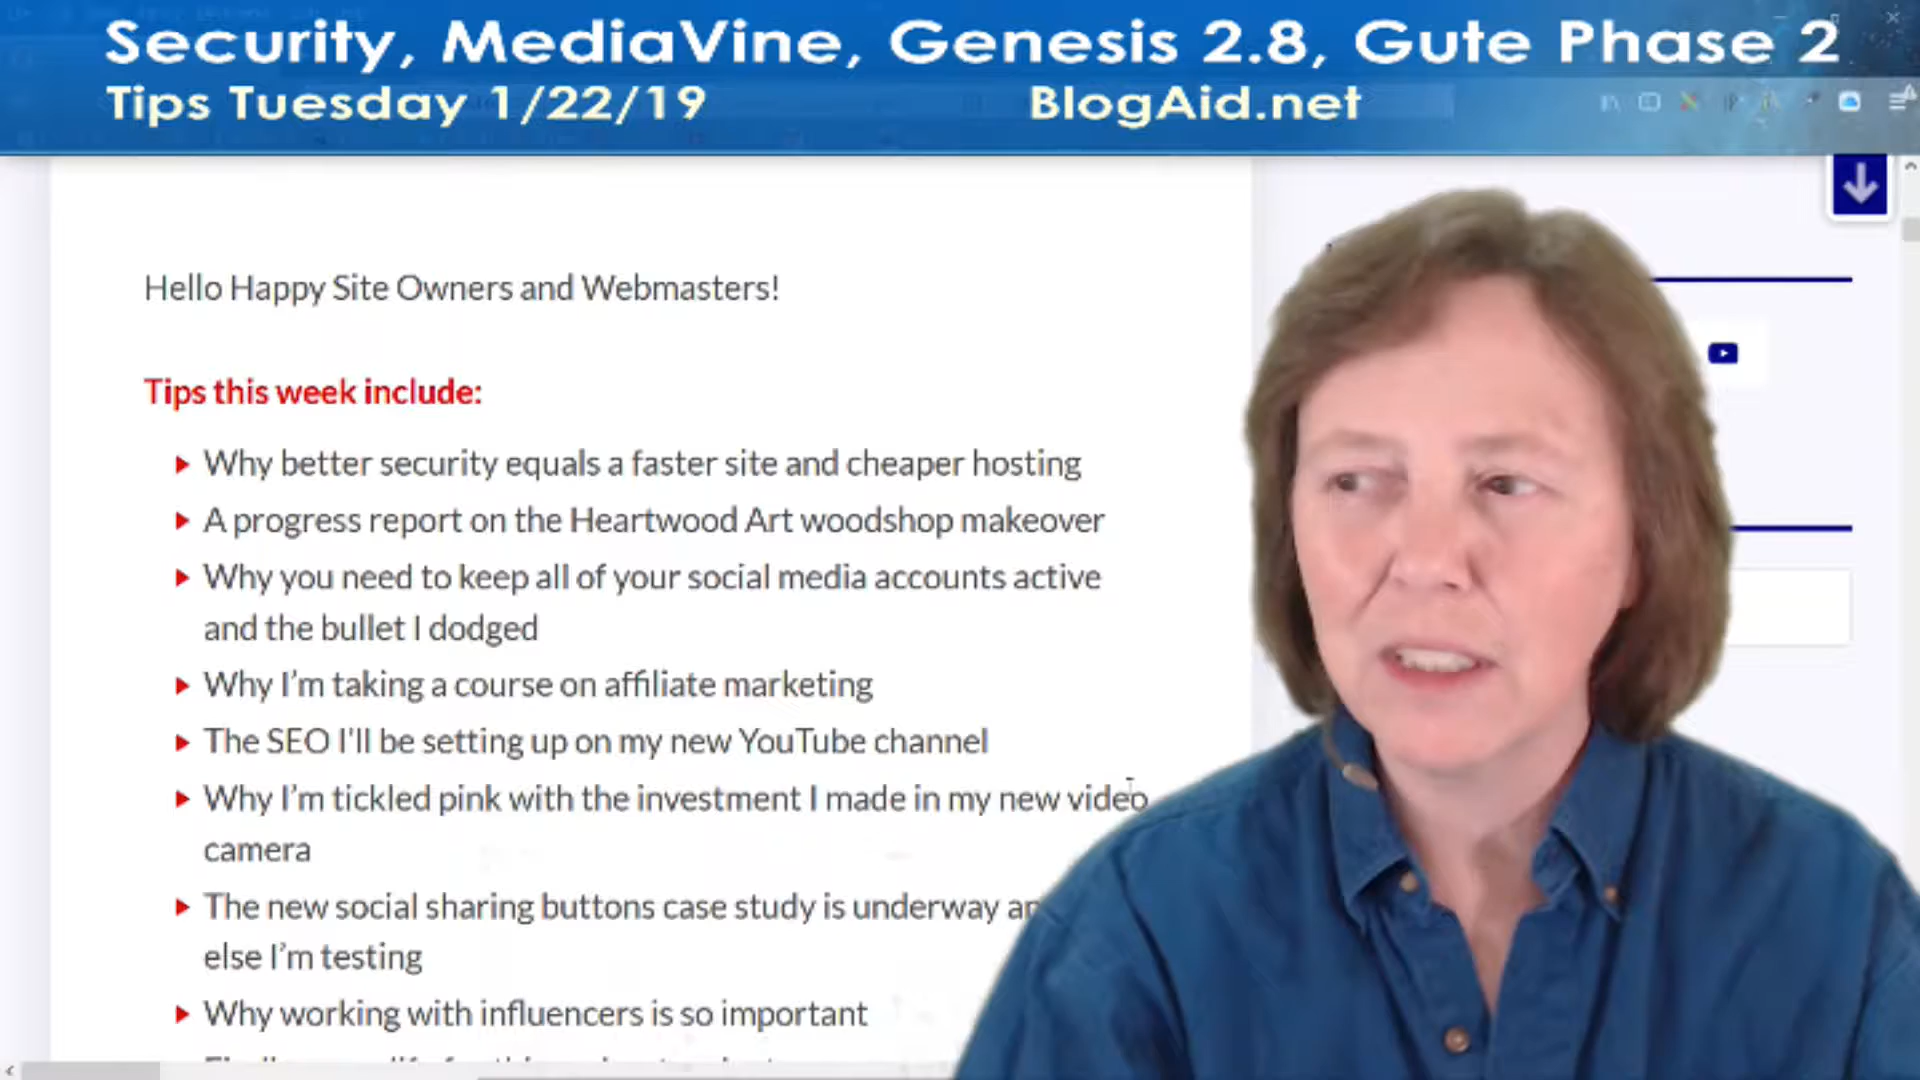 Security, MediaVine, Genesis 2.8, Gute Phase 2
Tips Tuesday 1/22/19
BlogAid.net
Hello Happy Site Owners and Webmasters!
Tips this week include:
Why better security equals a faster site and cheaper hosting
A progress report on the Heartwood Art woodshop makeover
Why you need to keep all of your social media accounts active
and the bullet I dodged
Why I’m taking a course on affiliate marketing
The SEO I'll be setting up on my new YouTube channel
Why I’m tickled pink with the investment I made in my new video
camera
The new social sharing buttons case study is underway
else I’m testing
Why working with influencers is so important